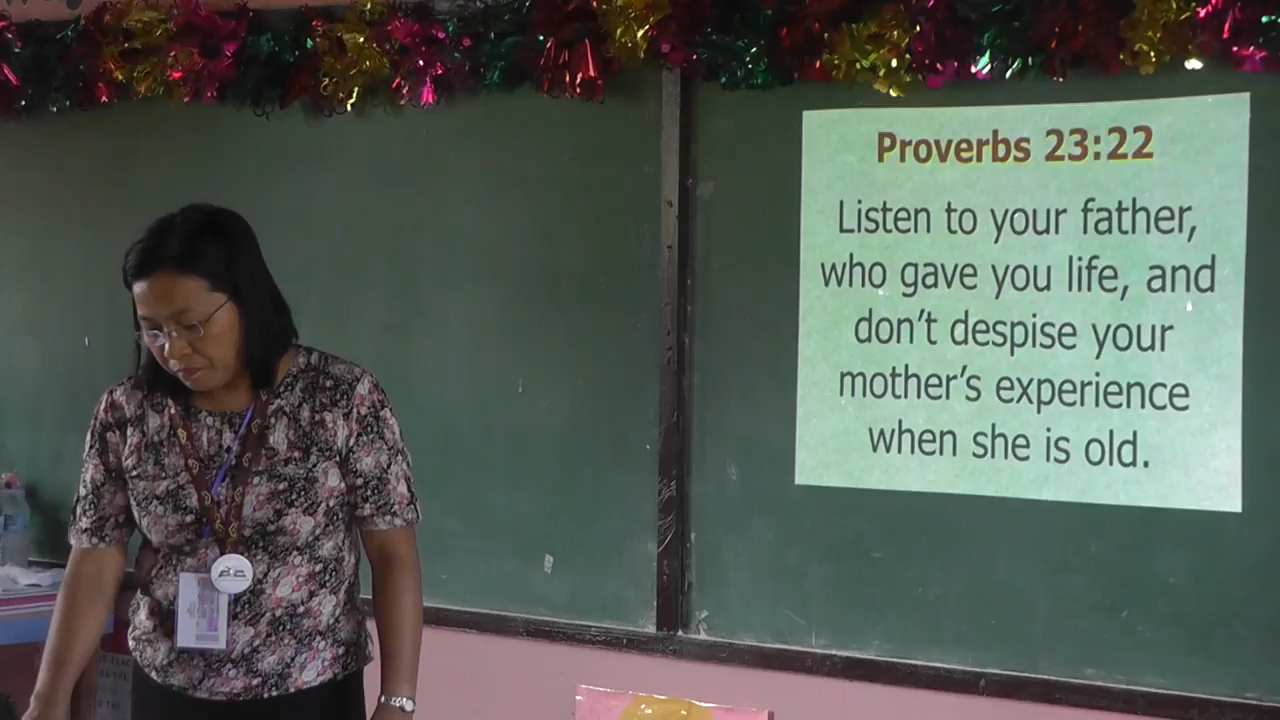 Proverbs 23:22
Listen to your father,
who gave you life, and
don't despise your
mother's experience
when she is old.